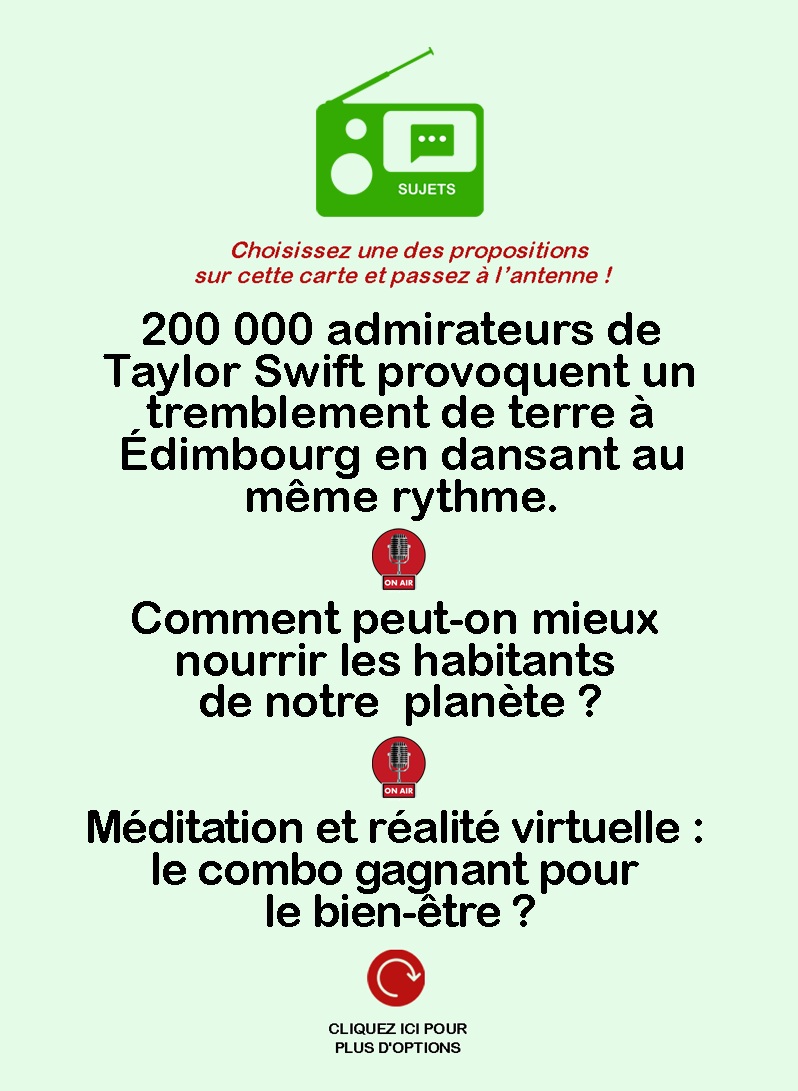 SUJETS
Choisissez une des propositions
sur cette carte et passez à l’antenne !
200 000 admirateurs de
Taylor Swift provoquent un
tremblement de terre à
Édimbourg en dansant au
même rythme.
ON AIR
Comment peut-on mieux
nourrir les habitants
de notre planète ?
ON AIR
Méditation et réalité virtuelle :
le combo gagnant pour
le bien-être ?
CLIQUEZ ICI POUR
PLUS D'OPTIONS